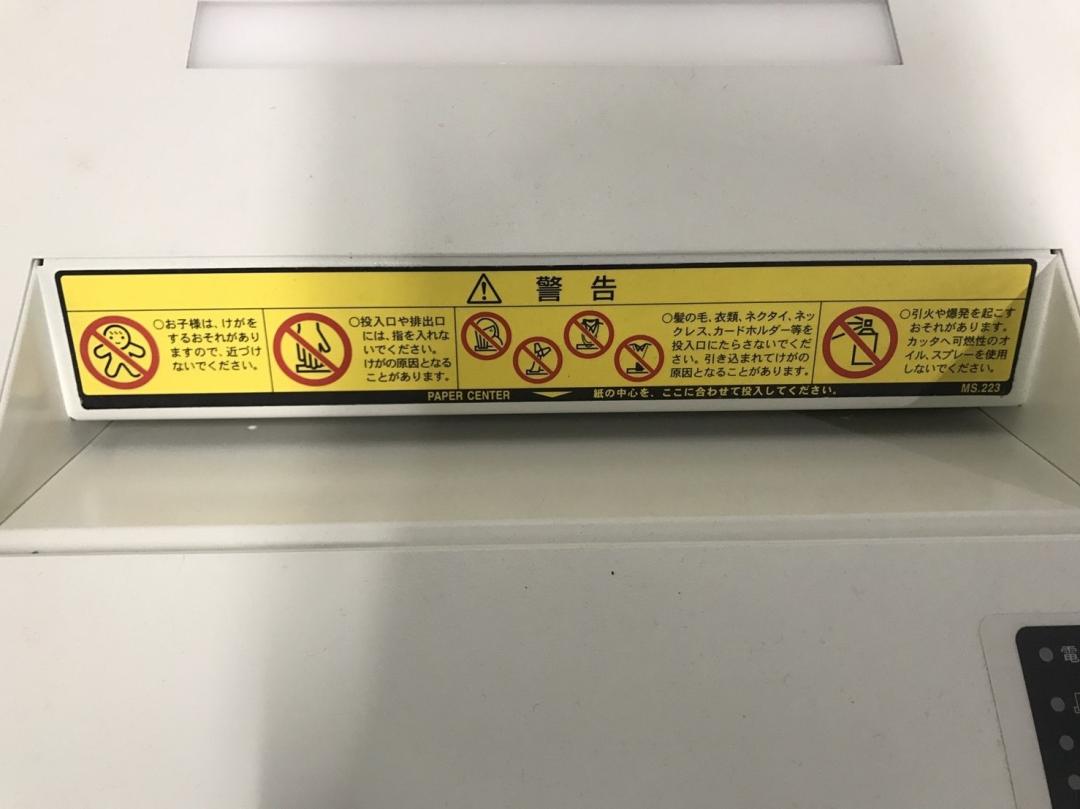 警告
○お子様は、けがを
するおそれがあり
ますので、近づけ
ないでください。
○投入口や排出口
には、指を入れな
いでください。
けがの原因となる
ことがあります。
○髪の毛、衣類、ネクタイ、ネッ
クレス、カードホルダー等を
投入口にたらさないでくだ
さい。引き込まれてけがの
原因となることがあります。
○引火や爆発を起こす
おそれがあります。
カッタへ可燃性のオ
イル、スプレーを使用
しないでください。
PAPER CENTER 紙の中心を、ここに合わせて投入してください。 MS.223
電